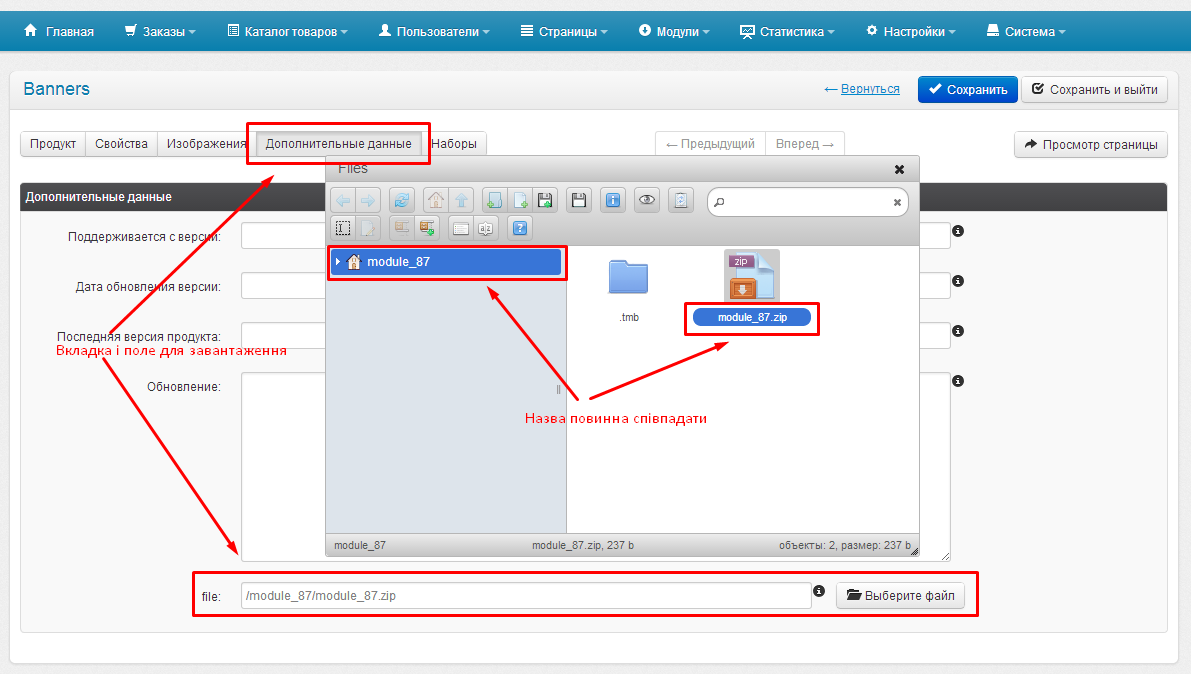 Главная Заказы Каталог товаров Пользователи Страницы Модули Статистика Настройки Система
Banners ← Вернуться Сохранить Сохранить и выйти
Продукт Свойства Изображения Дополнительные данные Наборы ← Предыдущий Вперед → Просмотр страницы
Files
Дополнительные данные
Поддерживается с версии:
module_87
zip
Дата обновления версии:
.tmb module_87.zip
Последняя версия продукта:
Вкладка і поле для завантаження
Обновление:
Назва повинна співпадати
module_87 module_87.zip, 237 b объекты: 2, размер: 237 b
file: /module_87/module_87.zip Выберите файл